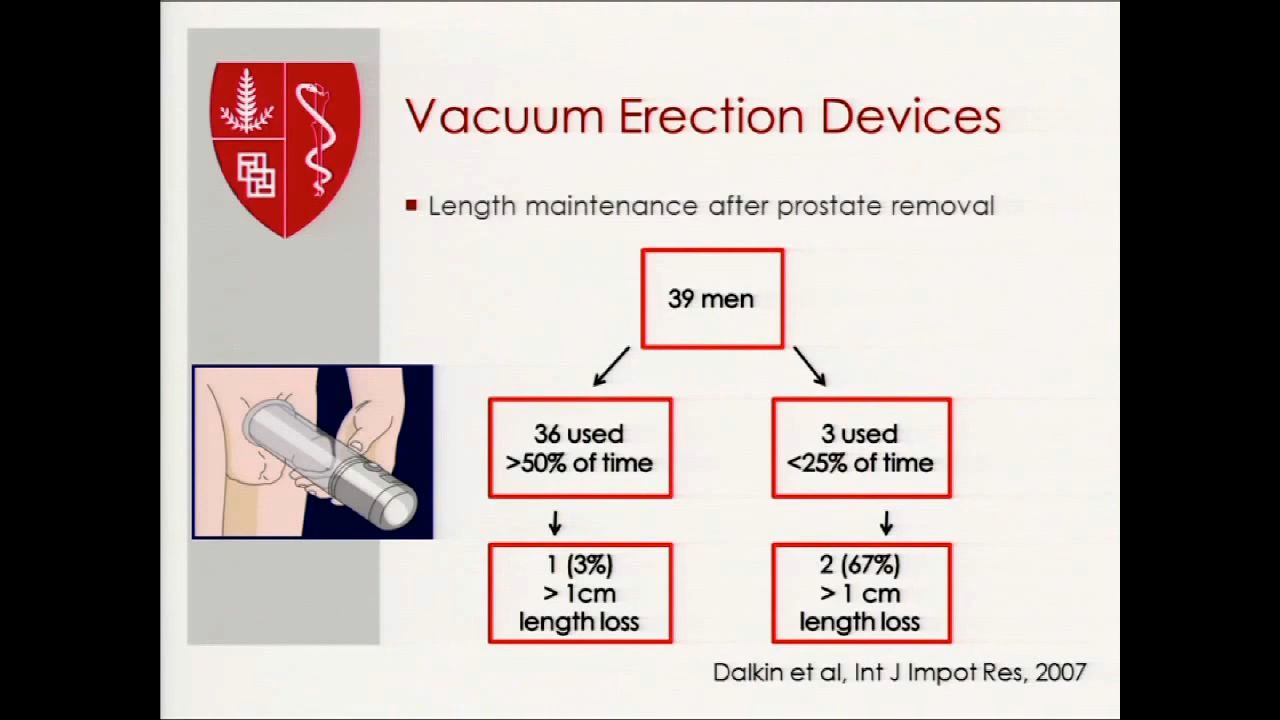 Vacuum Erection Devices
Length maintenance after prostate removal
39 men
36 used
>50% of time
3 used
<25% of time
1 (3%)
> 1cm
length loss
2 (67%)
> 1 cm
length loss
Dalkin et al, Int J Impot Res, 2007